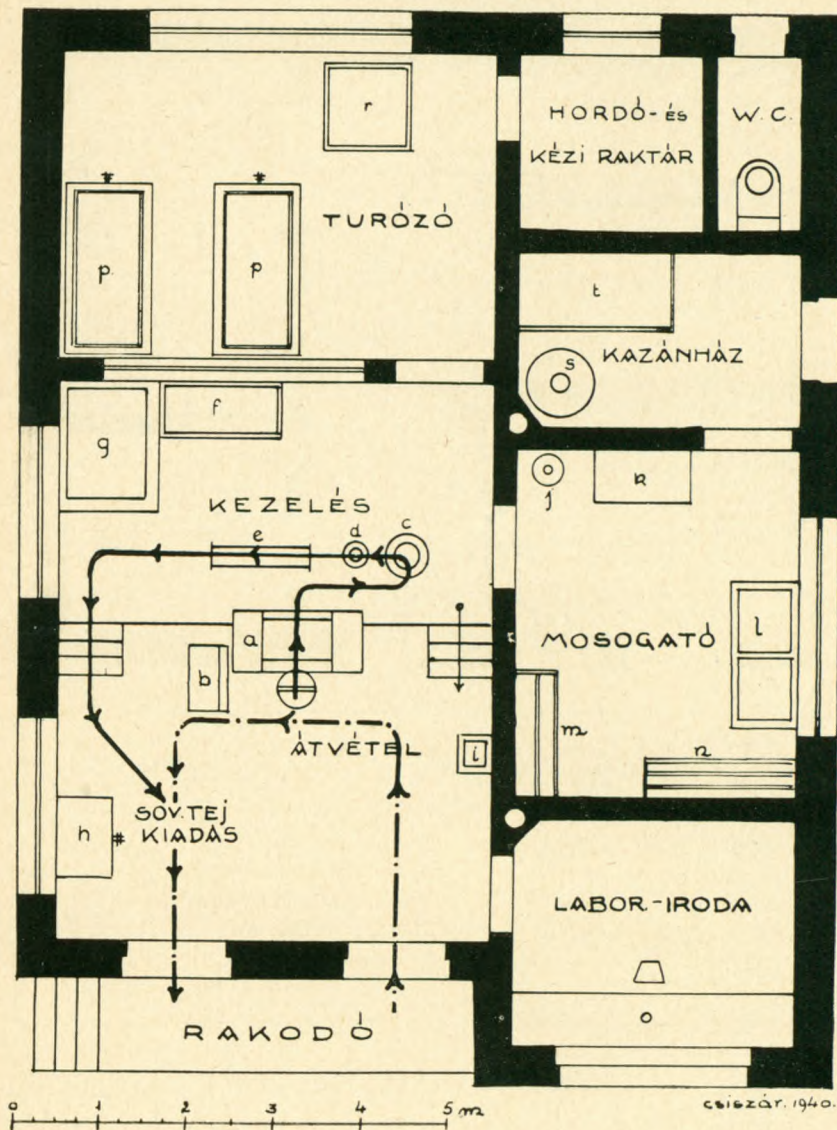 r
HORDÓ- ÉS
KÉZI RAKTÁR
W.C.
TURÓZÓ
p.
p
t
KAZÁNHÁZ
s
f
g
KEZELÉS
j
k
e
d
c
a
b
MOSOGATÓ
l
ÁTVÉTEL
i
m
n
SOV.TEJ
KIADÁS
h
LABOR-IRODA
RAKODÓ
0 1 2 3 4 5 m
csiszár. 1940.